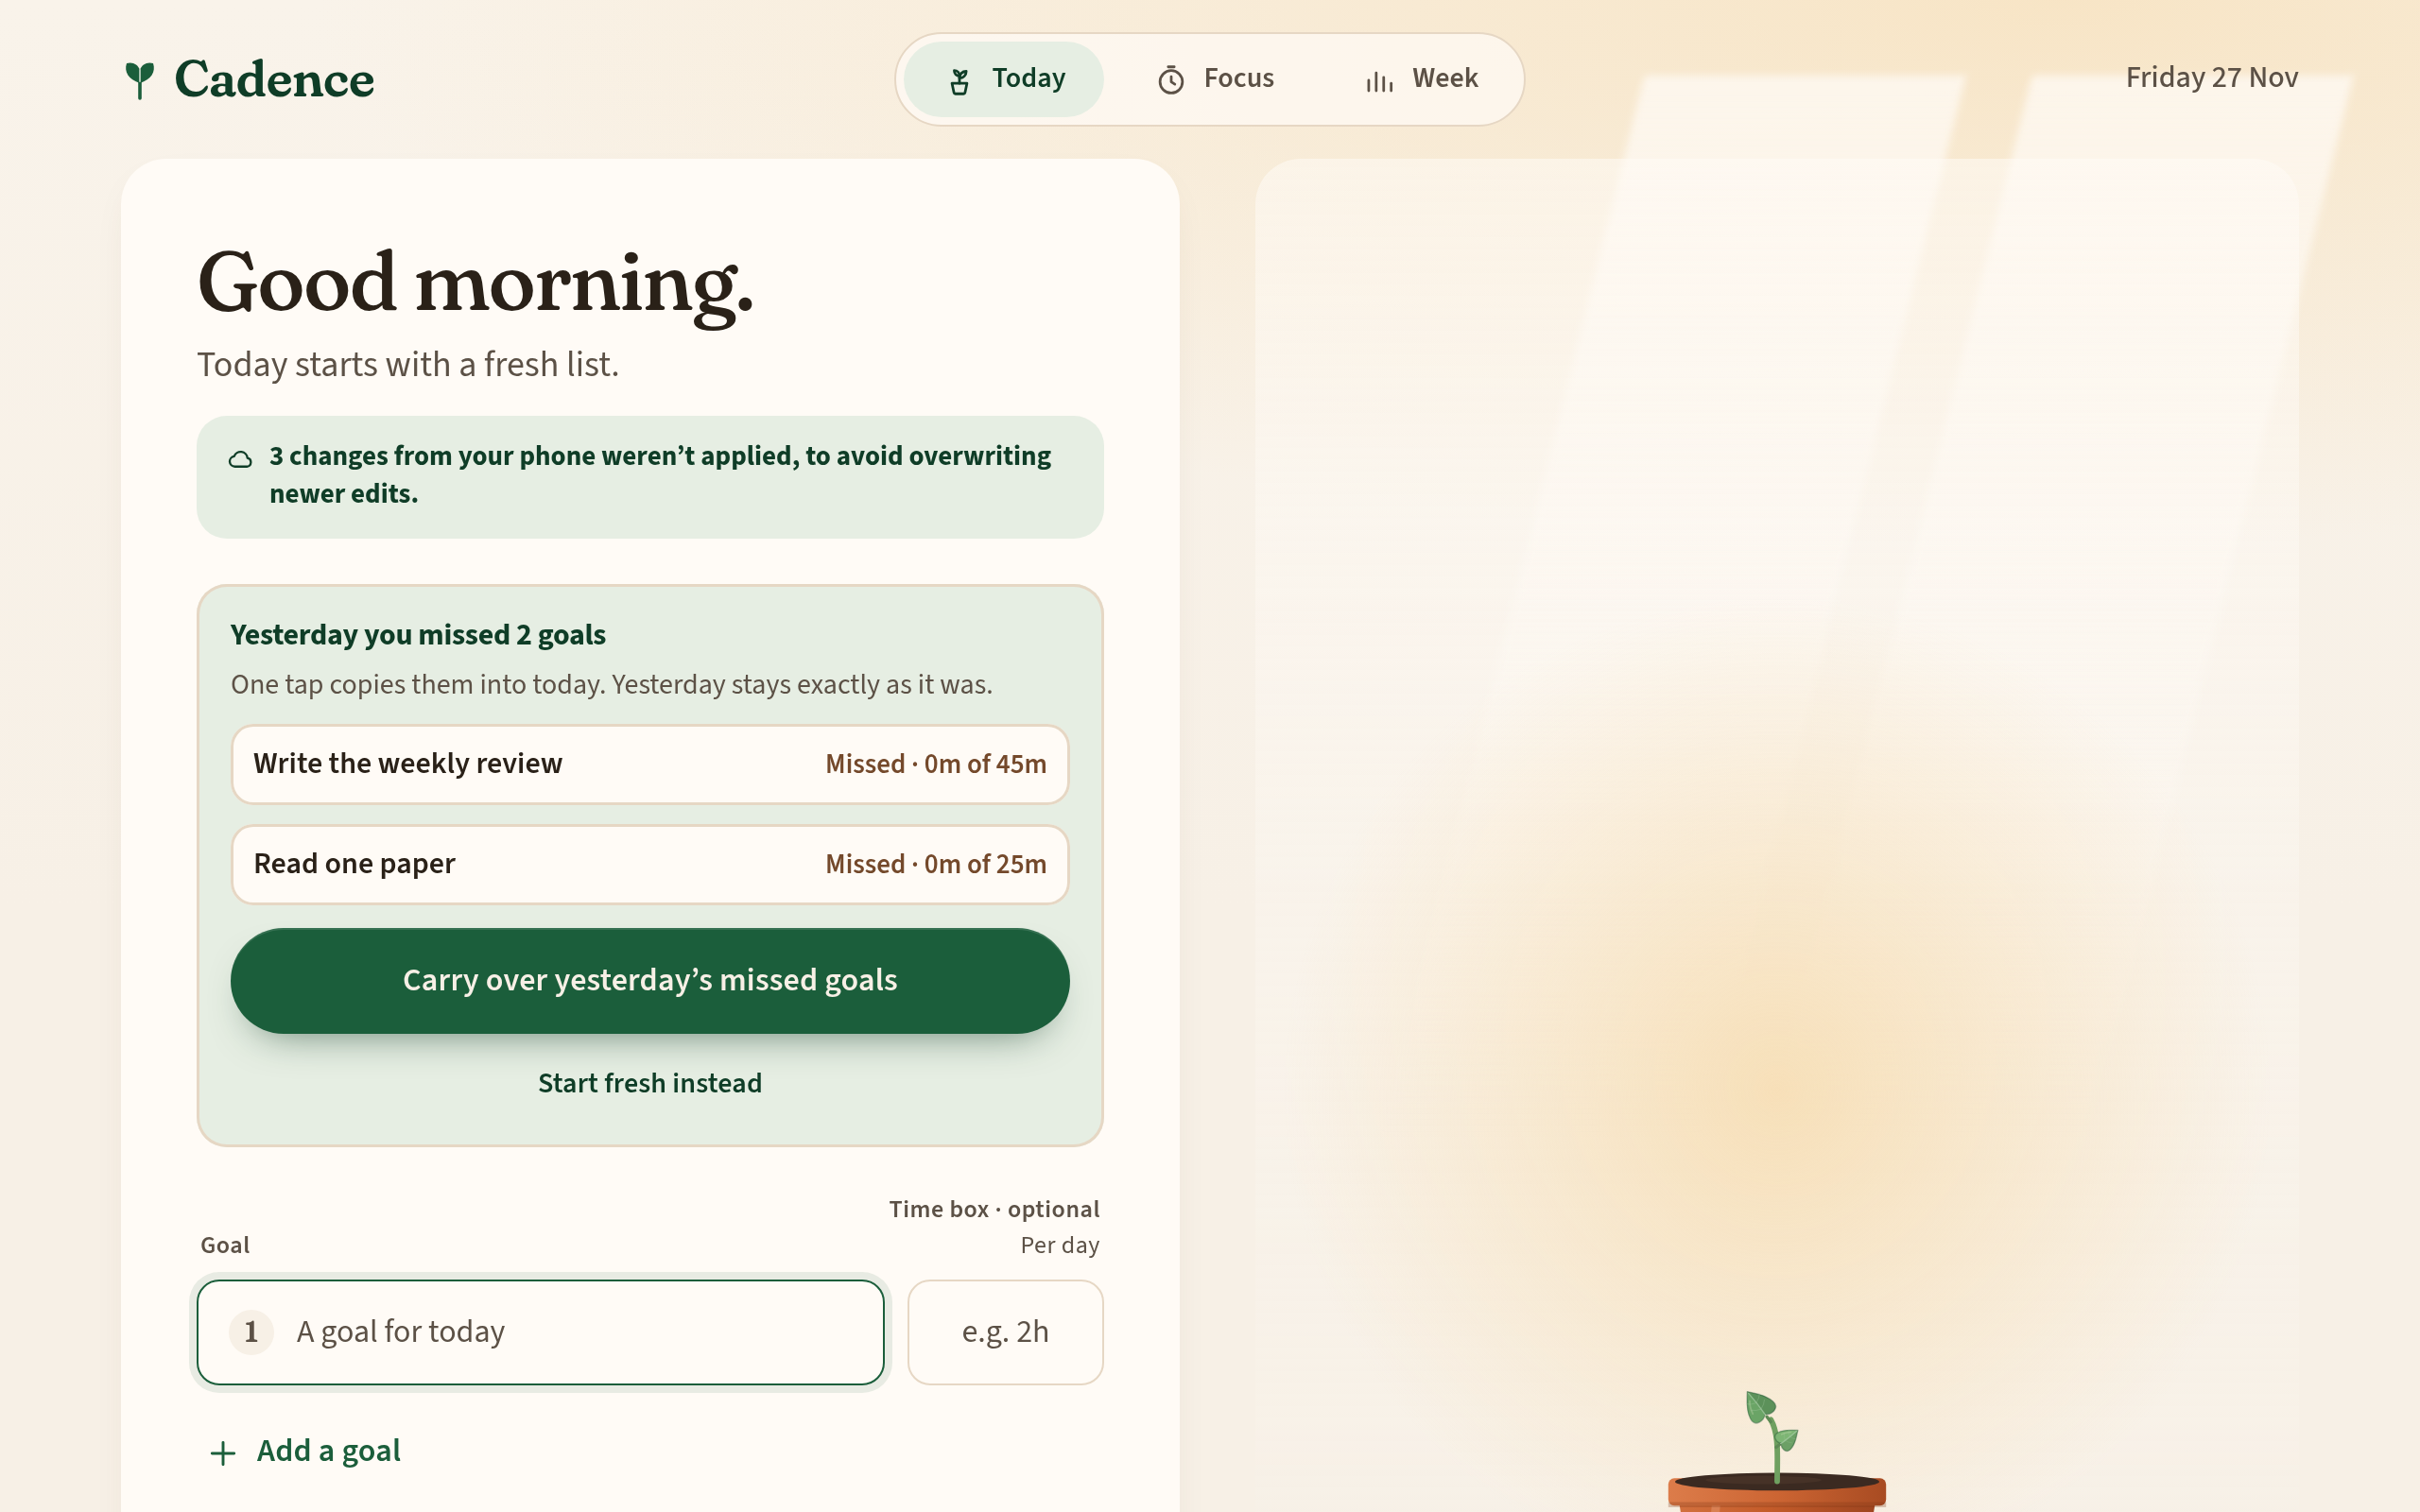 Cadence
Today
Focus
Week
Friday 27 Nov
Good morning.
Today starts with a fresh list.
3 changes from your phone weren’t applied, to avoid overwriting
newer edits.
Yesterday you missed 2 goals
One tap copies them into today. Yesterday stays exactly as it was.
Write the weekly review
Missed · 0m of 45m
Read one paper
Missed · 0m of 25m
Carry over yesterday’s missed goals
Start fresh instead
Time box · optional
Goal
Per day
1 A goal for today
e.g. 2h
Add a goal